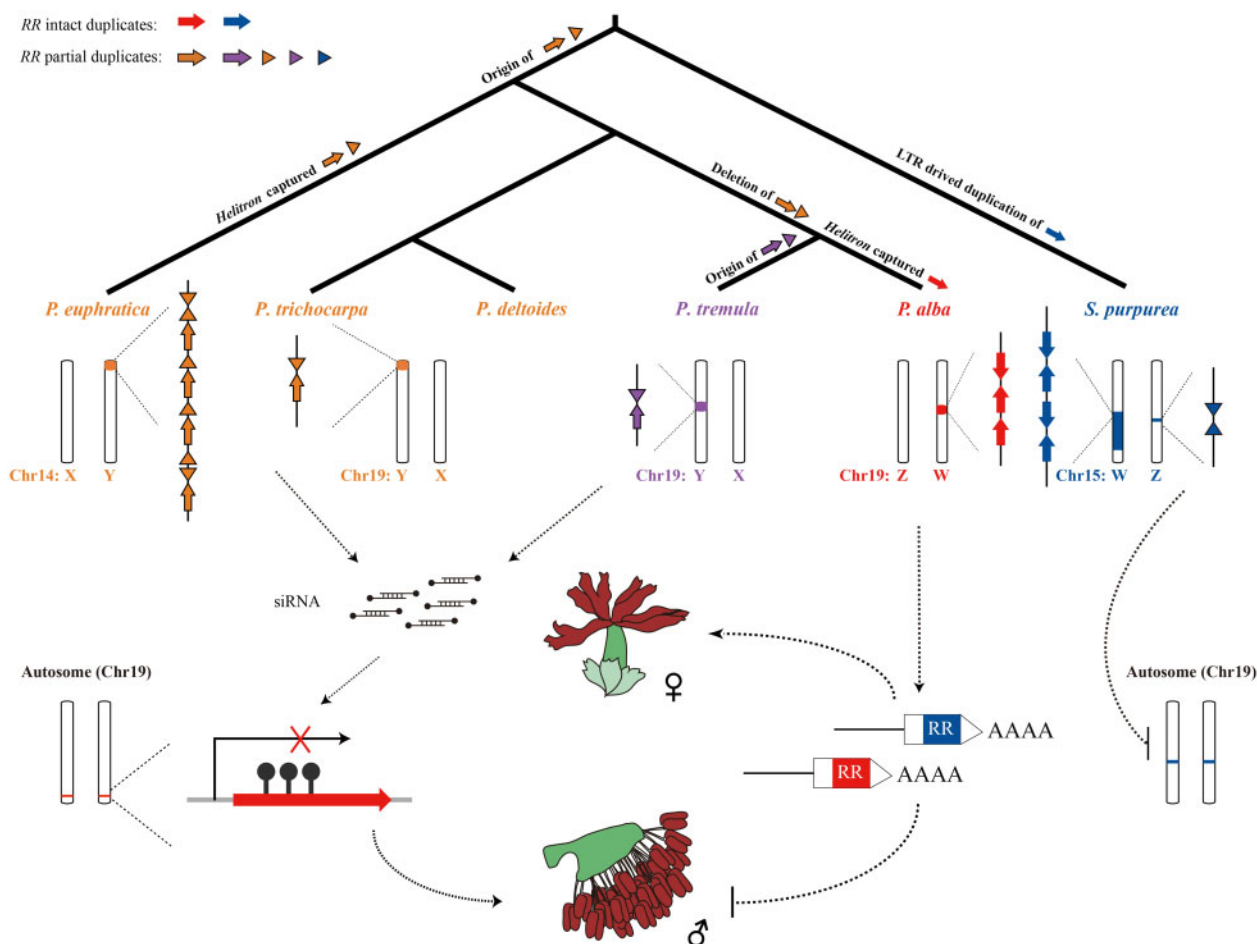 RR intact duplicates:
RR partial duplicates:
Origin of
Helitron captured
Deletion of
LTR drived duplication of
Origin of
Helitron captured
P. euphratica
P. trichocarpa
P. deltoides
P. tremula
P. alba
S. purpurea
Chr14: X Y
Chr19: Y X
Chr19: Y X
Chr19: Z W
Chr15: W Z
siRNA
♀
Autosome (Chr19)
Autosome (Chr19)
RR AAAA
RR AAAA
♂